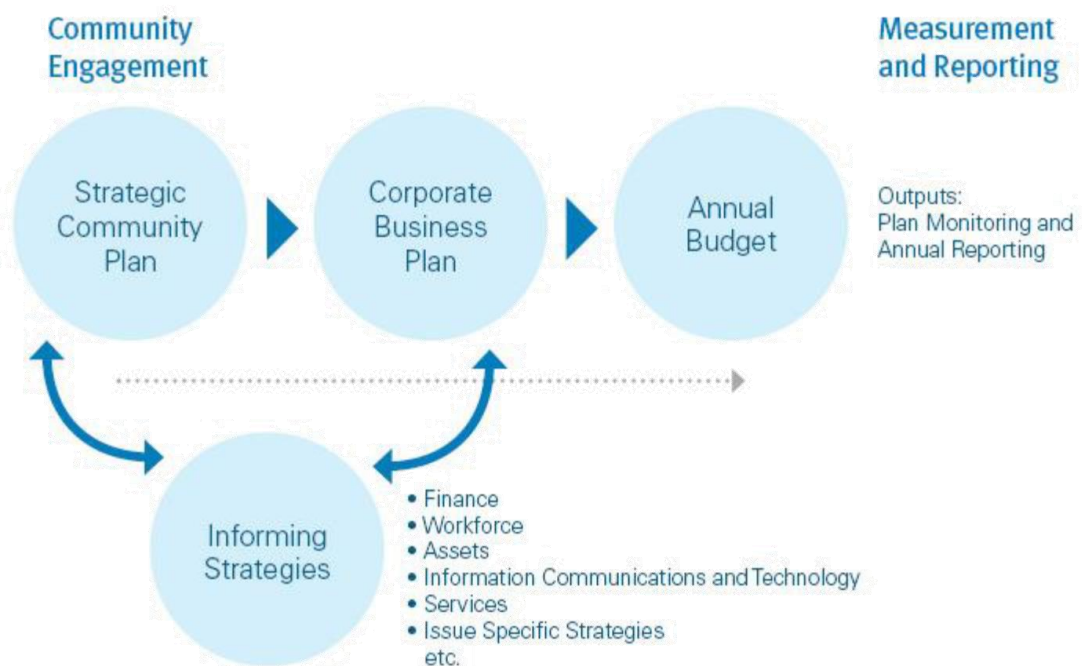 Community
Engagement
Measurement
and Reporting
Strategic
Community
Plan
Corporate
Business
Plan
Annual
Budget
Outputs:
Plan Monitoring and
Annual Reporting
Informing
Strategies
• Finance
• Workforce
• Assets
• Information Communications and Technology
• Services
• Issue Specific Strategies
etc.